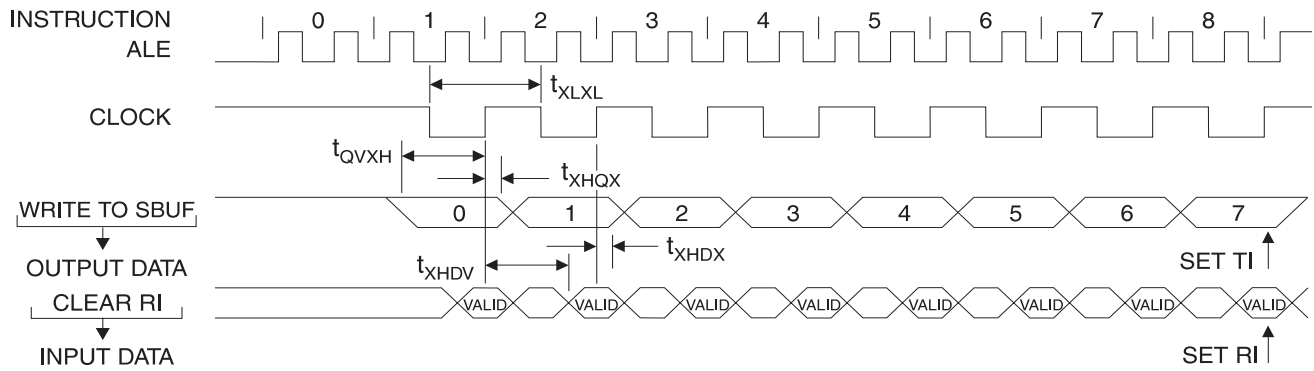 INSTRUCTION 0 1 2 3 4 5 6 7 8
ALE
tXLXL
CLOCK
tQVXH
tXHQX
WRITE TO SBUF 0 1 2 3 4 5 6 7
tXHDX
tXHDV
SET TI
OUTPUT DATA
CLEAR RI VALID VALID VALID VALID VALID VALID VALID VALID
INPUT DATA
SET RI